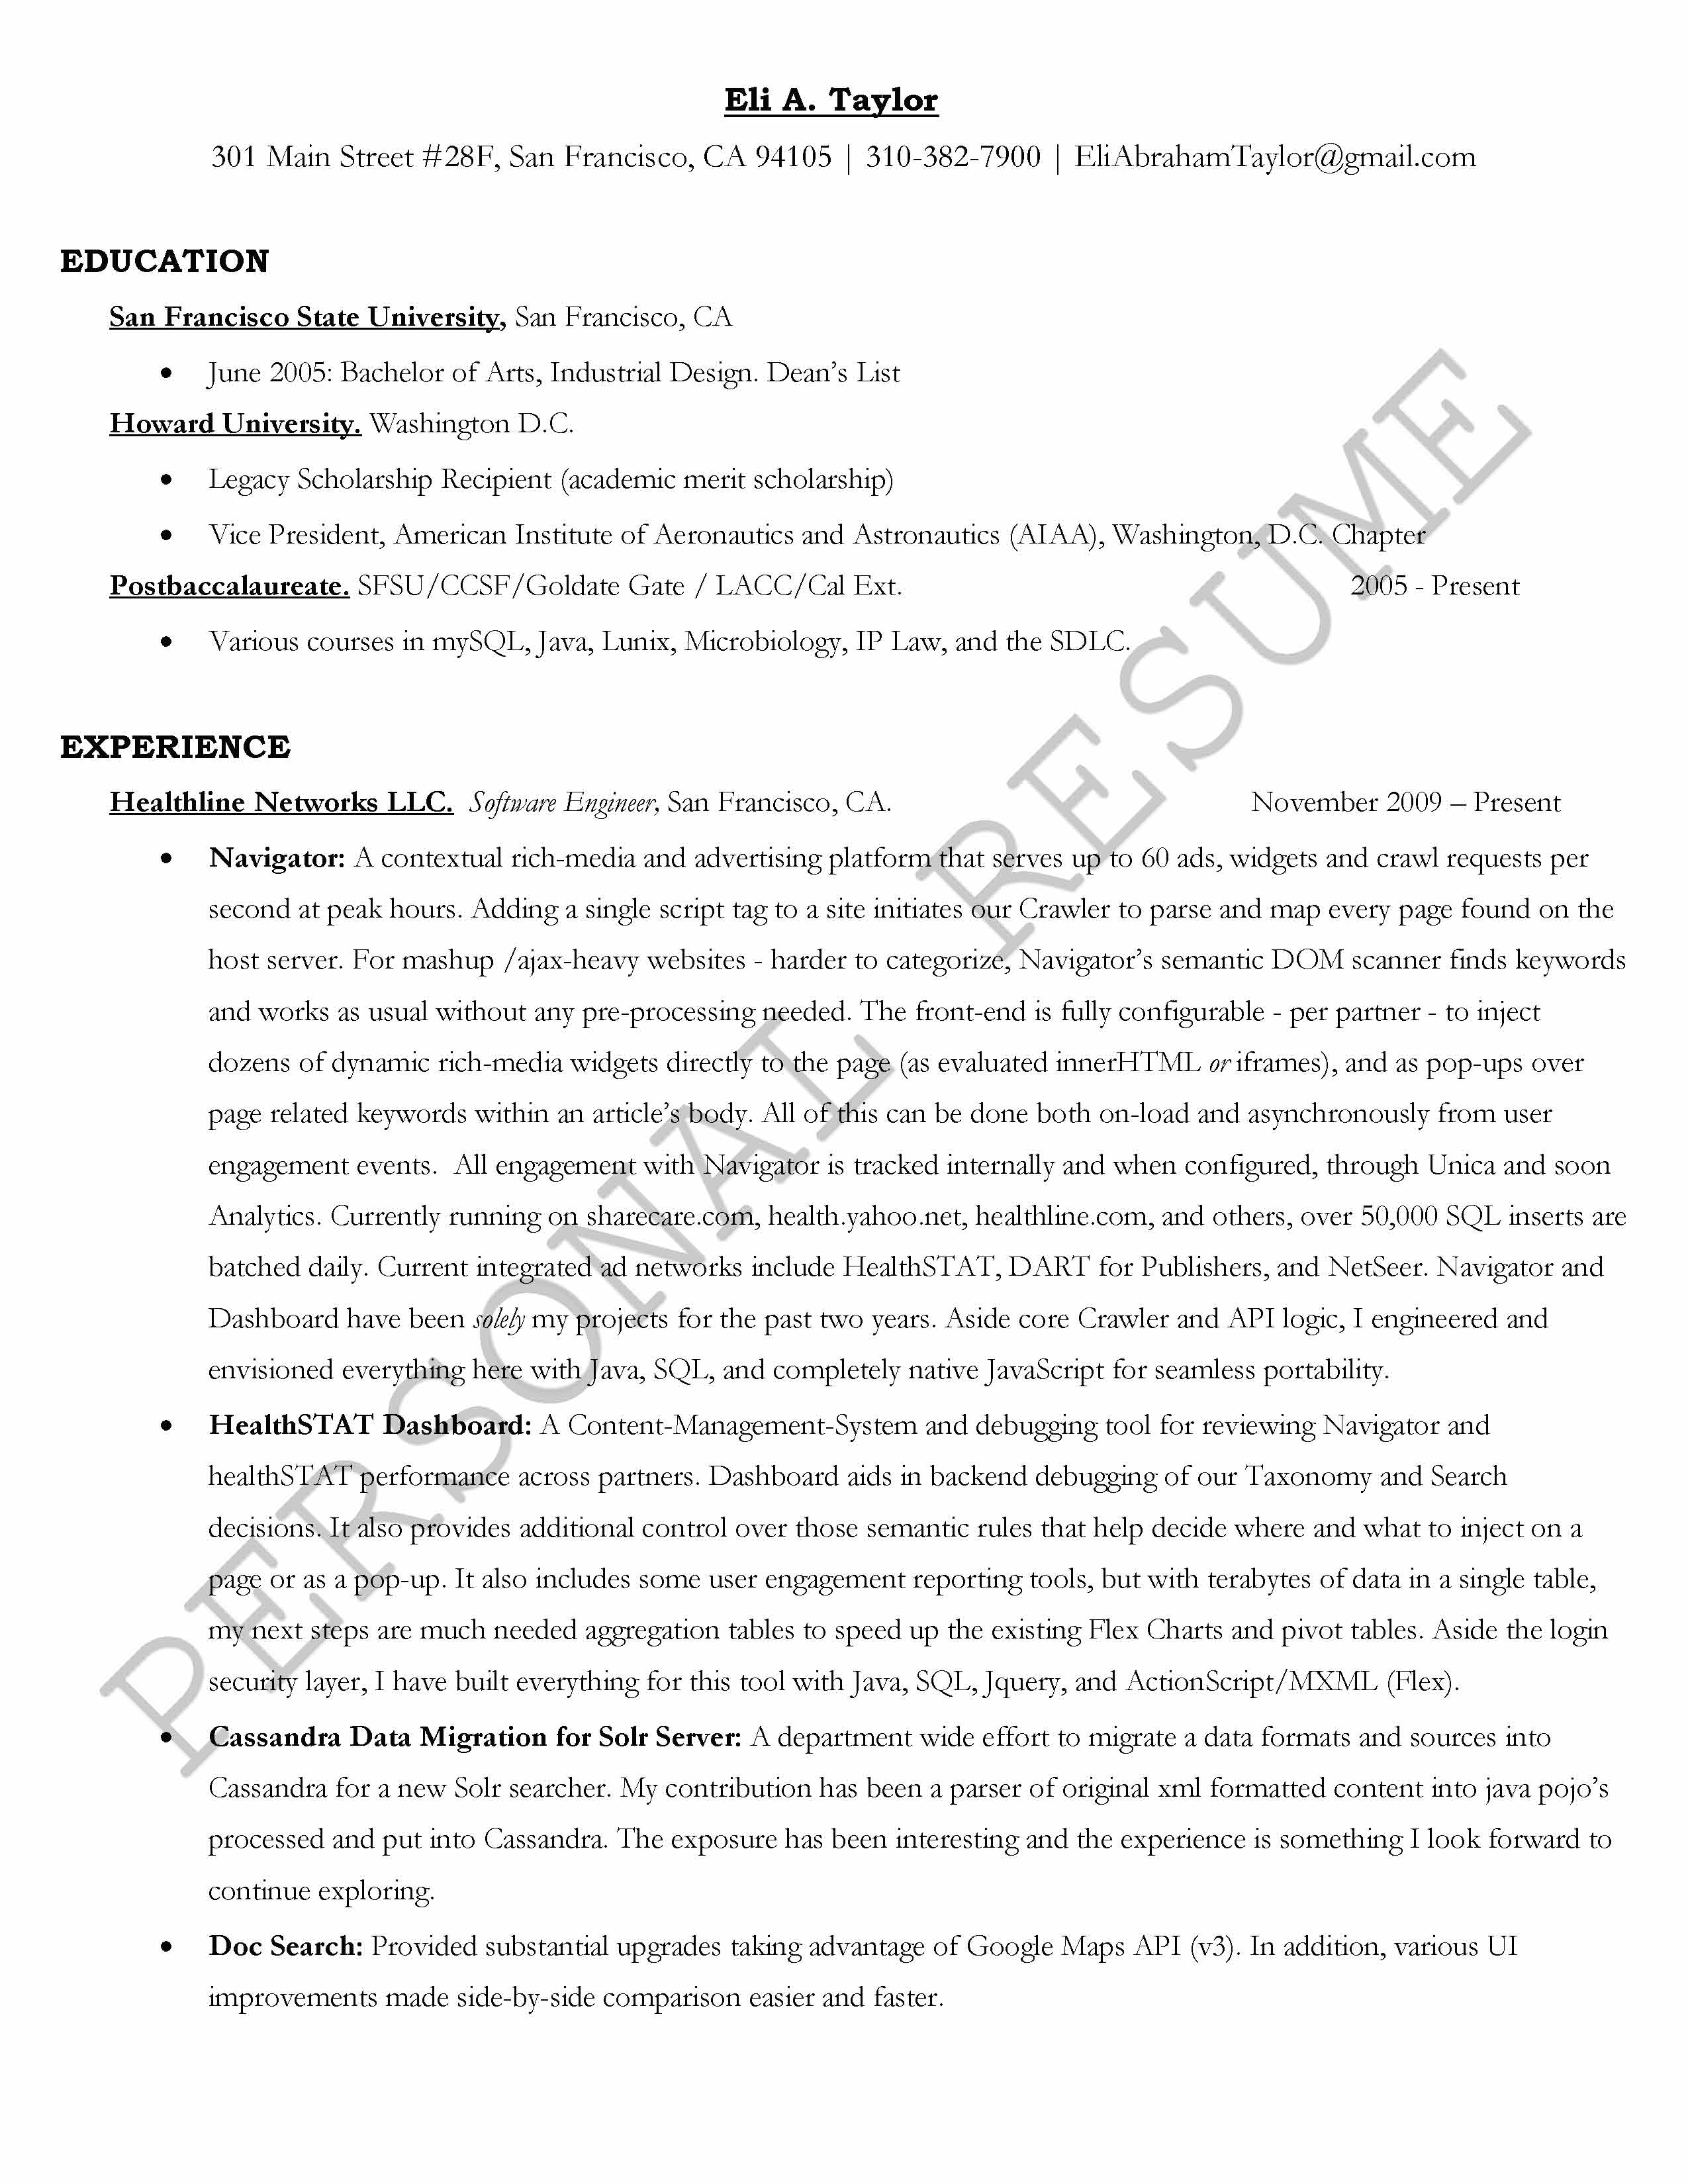 Eli A. Taylor
301 Main Street #28F, San Francisco, CA 94105 | 310-382-7900 | EliAbrahamTaylor@gmail.com
EDUCATION
San Francisco State University, San Francisco, CA
• June 2005: Bachelor of Arts, Industrial Design. Dean’s List
Howard University. Washington D.C.
• Legacy Scholarship Recipient (academic merit scholarship)
• Vice President, American Institute of Aeronautics and Astronautics (AIAA), Washington, D.C. Chapter
Postbaccalaureate. SFSU/CCSF/Goldate Gate / LACC/Cal Ext. 2005 - Present
• Various courses in mySQL, Java, Lunix, Microbiology, IP Law, and the SDLC.
EXPERIENCE
Healthline Networks LLC. Software Engineer, San Francisco, CA. November 2009 – Present
• Navigator: A contextual rich-media and advertising platform that serves up to 60 ads, widgets and crawl requests per
second at peak hours. Adding a single script tag to a site initiates our Crawler to parse and map every page found on the
host server. For mashup /ajax-heavy websites - harder to categorize, Navigator’s semantic DOM scanner finds keywords
and works as usual without any pre-processing needed. The front-end is fully configurable - per partner - to inject
dozens of dynamic rich-media widgets directly to the page (as evaluated innerHTML or iframes), and as pop-ups over
page related keywords within an article’s body. All of this can be done both on-load and asynchronously from user
engagement events. All engagement with Navigator is tracked internally and when configured, through Unica and soon
Analytics. Currently running on sharecare.com, health.yahoo.net, healthline.com, and others, over 50,000 SQL inserts are
batched daily. Current integrated ad networks include HealthSTAT, DART for Publishers, and NetSeer. Navigator and
Dashboard have been solely my projects for the past two years. Aside core Crawler and API logic, I engineered and
envisioned everything here with Java, SQL, and completely native JavaScript for seamless portability.
• HealthSTAT Dashboard: A Content-Management-System and debugging tool for reviewing Navigator and
healthSTAT performance across partners. Dashboard aids in backend debugging of our Taxonomy and Search
decisions. It also provides additional control over those semantic rules that help decide where and what to inject on a
page or as a pop-up. It also includes some user engagement reporting tools, but with terabytes of data in a single table,
my next steps are much needed aggregation tables to speed up the existing Flex Charts and pivot tables. Aside the login
security layer, I have built everything for this tool with Java, SQL, Jquery, and ActionScript/MXML (Flex).
• Cassandra Data Migration for Solr Server: A department wide effort to migrate a data formats and sources into
Cassandra for a new Solr searcher. My contribution has been a parser of original xml formatted content into java pojo’s
processed and put into Cassandra. The exposure has been interesting and the experience is something I look forward to
continue exploring.
• Doc Search: Provided substantial upgrades taking advantage of Google Maps API (v3). In addition, various UI
improvements made side-by-side comparison easier and faster.
PERSONAL RESUME